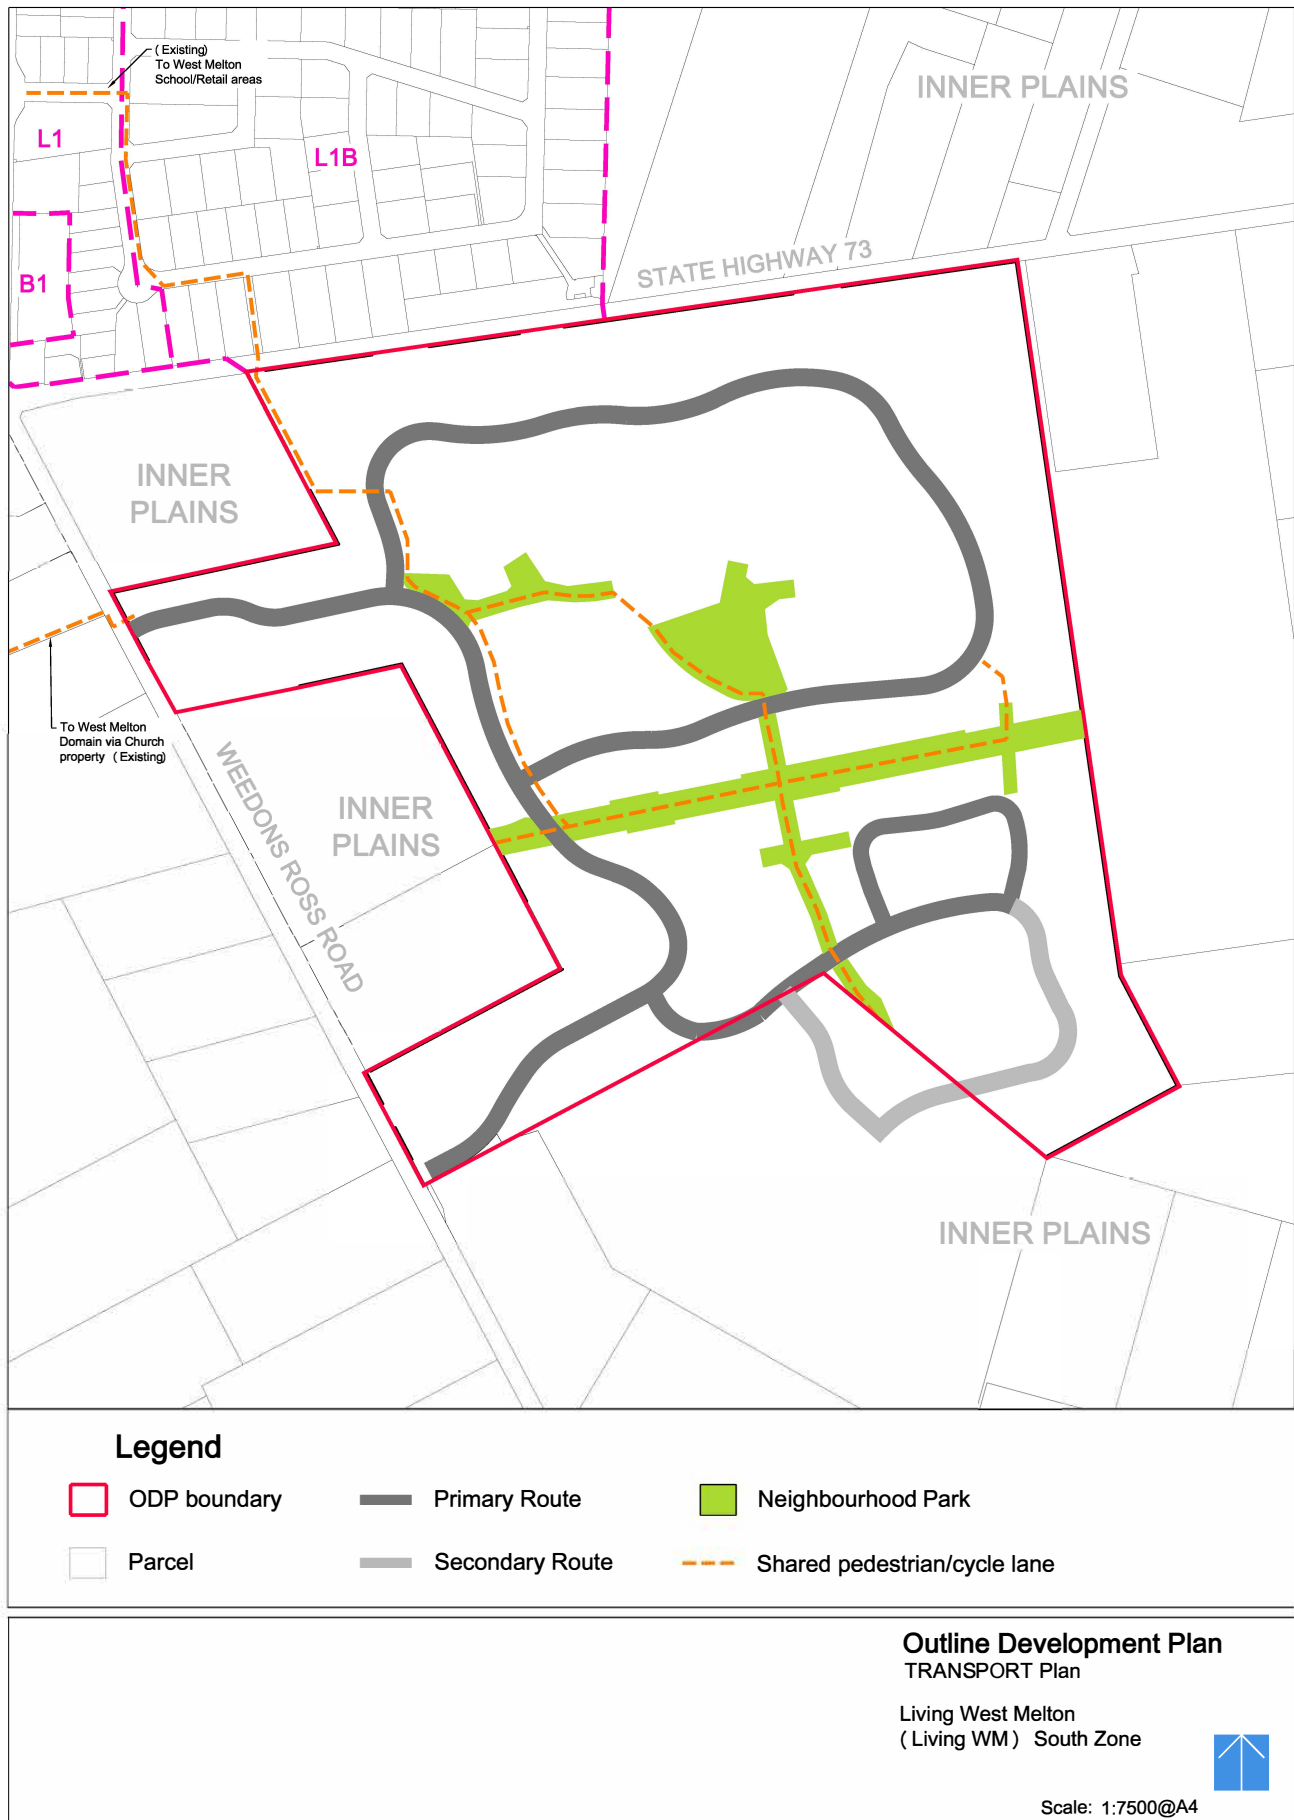 (Existing)
To West Melton
School/Retail areas
INNER PLAINS
L1
L1B
STATE HIGHWAY 73
B1
INNER
PLAINS
To West Melton
Domain via Church
property (Existing)
WEEDONS ROSS ROAD
INNER
PLAINS
INNER PLAINS
Legend
ODP boundary
Primary Route
Neighbourhood Park
Parcel
Secondary Route
Shared pedestrian/cycle lane
Outline Development Plan
TRANSPORT Plan
Living West Melton
(Living WM) South Zone
Scale: 1:7500@A4